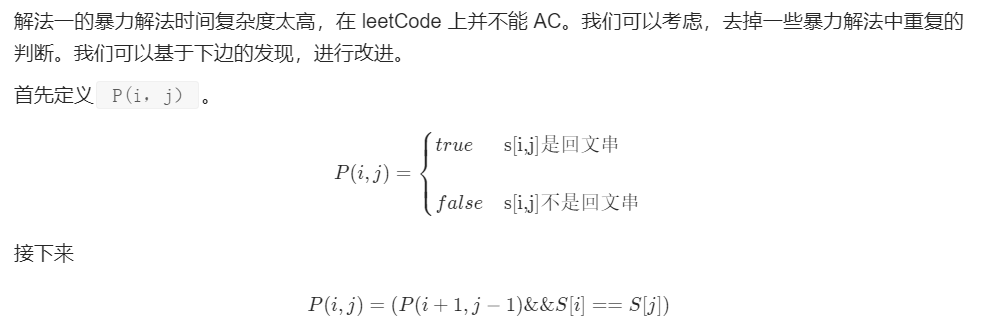 解法一的暴力解法时间复杂度太高，在 leetCode 上并不能 AC。我们可以考虑，去掉一些暴力解法中重复的
判断。我们可以基于下边的发现，进行改进。
首先定义 P(i，j) 。
P(i, j) = { true s[i,j]是回文串
false s[i,j]不是回文串
接下来
P(i, j) = (P(i + 1, j − 1)&&S[i] == S[j])